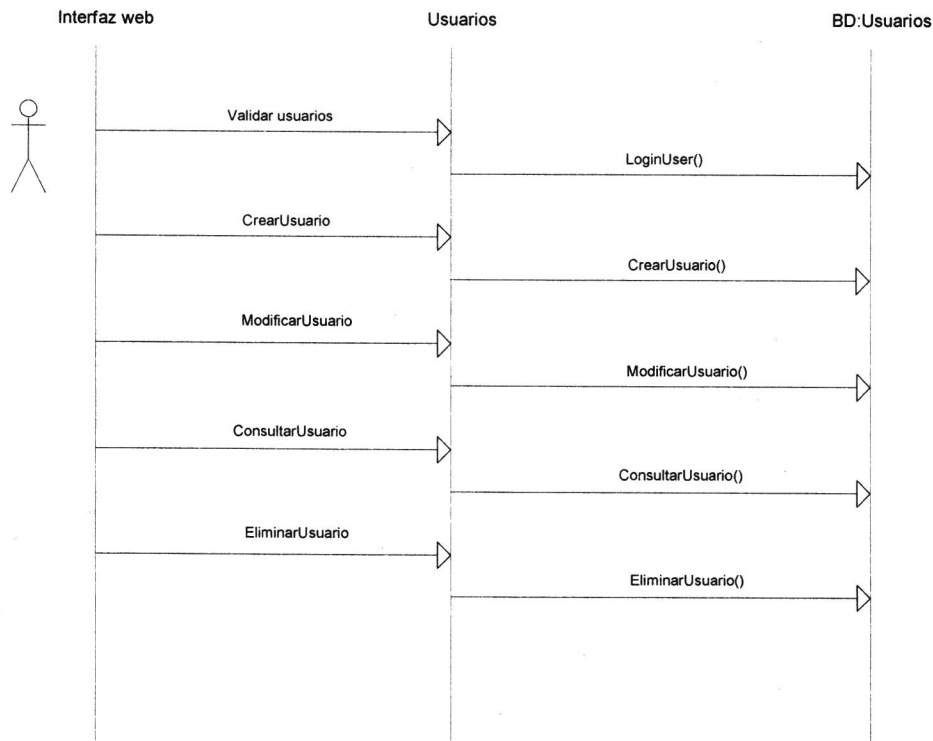 Interfaz web
Usuarios
BD:Usuarios
Validar usuarios
LoginUser()
CrearUsuario
CrearUsuario()
ModificarUsuario
ModificarUsuario()
ConsultarUsuario
ConsultarUsuario()
EliminarUsuario
EliminarUsuario()